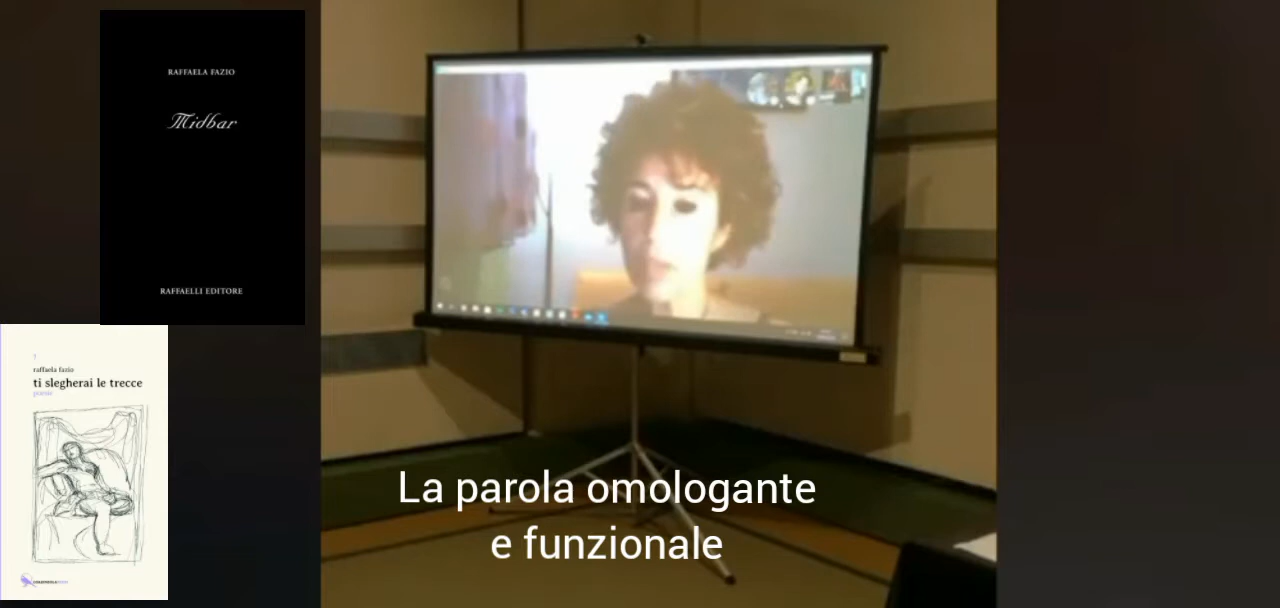 RAFFAELA FAZIO
Midbar
RAFFAELLI EDITORE
raffaela fazio
ti slegherai le trecce
poesie
La parola omologante
e funzionale